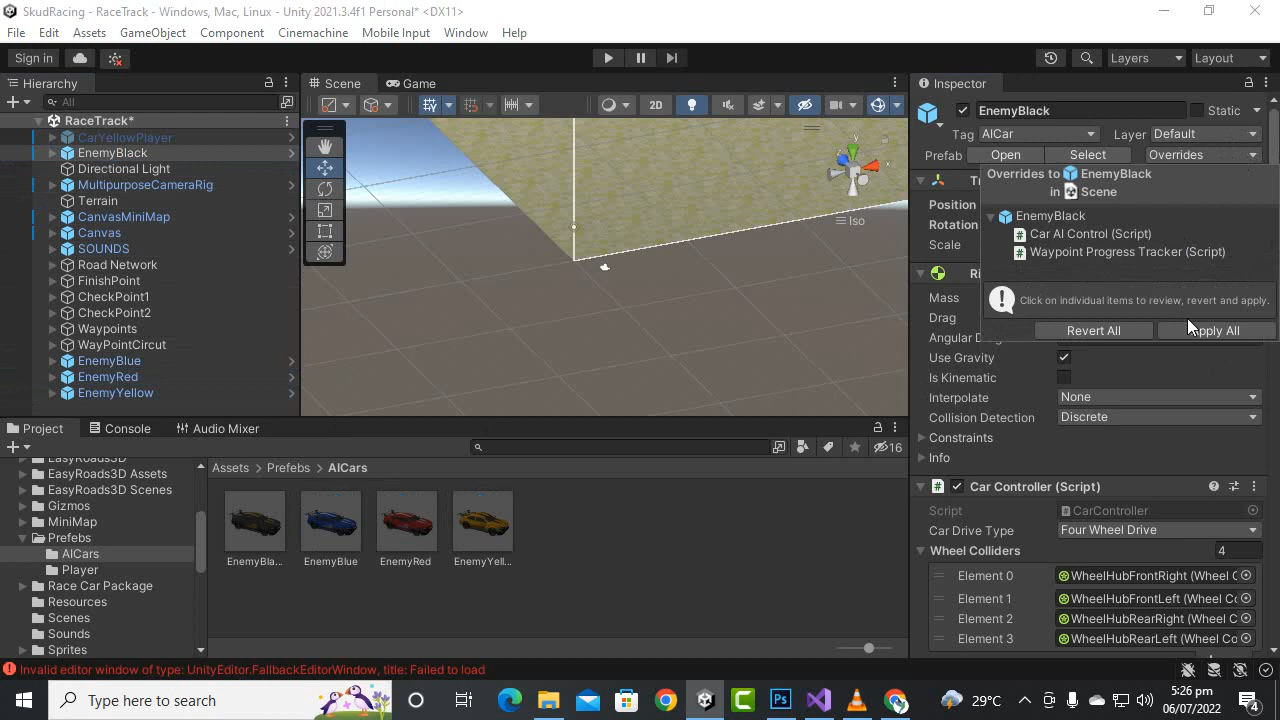 SkudRacing - RaceTrack - Windows, Mac, Linux - Unity 2021.3.4f1 Personal* <DX11>
File Edit Assets GameObject Component Cinemachine Mobile Input Window Help
Sign in Layers Layout
Hierarchy
All
RaceTrack*
CarYellowPlayer
EnemyBlack
Directional Light
MultipurposeCameraRig
Terrain
CanvasMiniMap
Canvas
SOUNDS
Road Network
FinishPoint
CheckPoint1
CheckPoint2
Waypoints
WayPointCircut
EnemyBlue
EnemyRed
EnemyYellow
Scene Game
2D
y
x
Iso
Inspector
EnemyBlack Static
Tag AICar Layer Default
Prefab Open Select Overrides
Overrides to EnemyBlack
in Scene
EnemyBlack
Car AI Control (Script)
Waypoint Progress Tracker (Script)
Click on individual items to review, revert and apply.
Revert All Apply All
Position
Rotation
Scale
Mass
Drag
Angular
Use Gravity
Is Kinematic
Interpolate None
Collision Detection Discrete
Constraints
Info
Car Controller (Script)
Script CarController
Car Drive Type Four Wheel Drive
Wheel Colliders 4
Element 0 WheelHubFrontRight (Wheel C
Element 1 WheelHubFrontLeft (Wheel Co
Element 2 WheelHubRearRight (Wheel C
Element 3 WheelHubRearLeft (Wheel Co
Project Console Audio Mixer
16
EasyRoads3D
EasyRoads3D Assets
EasyRoads3D Scenes
Gizmos
MiniMap
Prefebs
AICars
Player
Race Car Package
Resources
Scenes
Sounds
Sprites
Assets > Prefebs > AICars
EnemyBla... EnemyBlue EnemyRed EnemyYell...
Invalid editor window of type: UnityEditor.FallbackEditorWindow, title: Failed to load
Type here to search
29°C
5:26 pm
06/07/2022
4